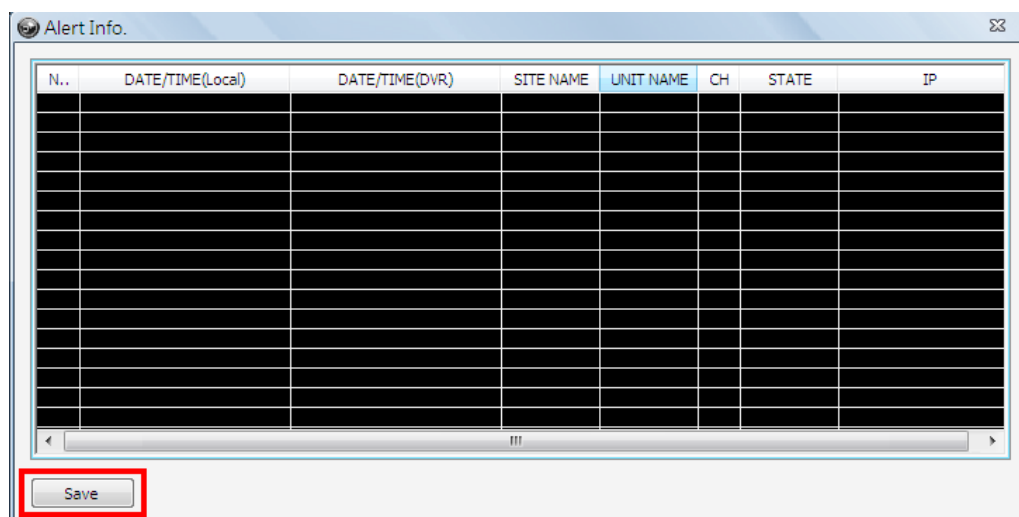 Alert Info.
N.. DATE/TIME(Local) DATE/TIME(DVR) SITE NAME UNIT NAME CH STATE IP
Save